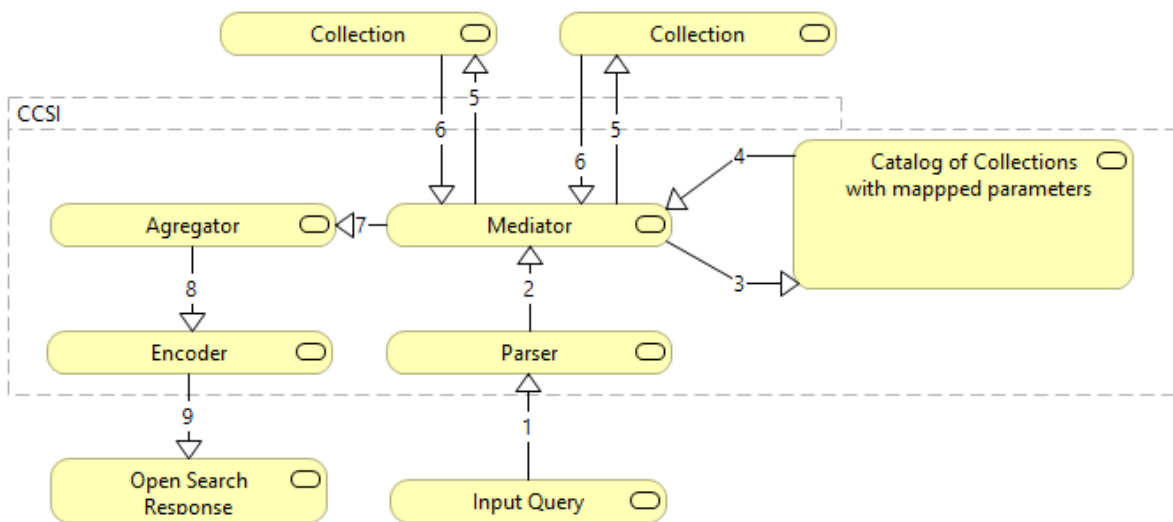 Collection
Collection
5
5
CCSI
6
6
4
Catalog of Collections
with mappped parameters
Agregator
7
Mediator
3
8
2
Encoder
Parser
9
1
Open Search
Response
Input Query